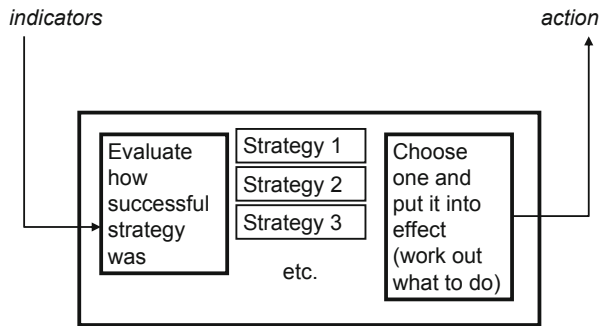 indicators
action
Evaluate
how
successful
strategy
was
Strategy 1
Strategy 2
Strategy 3
etc.
Choose
one and
put it into
effect
(work out
what to do)